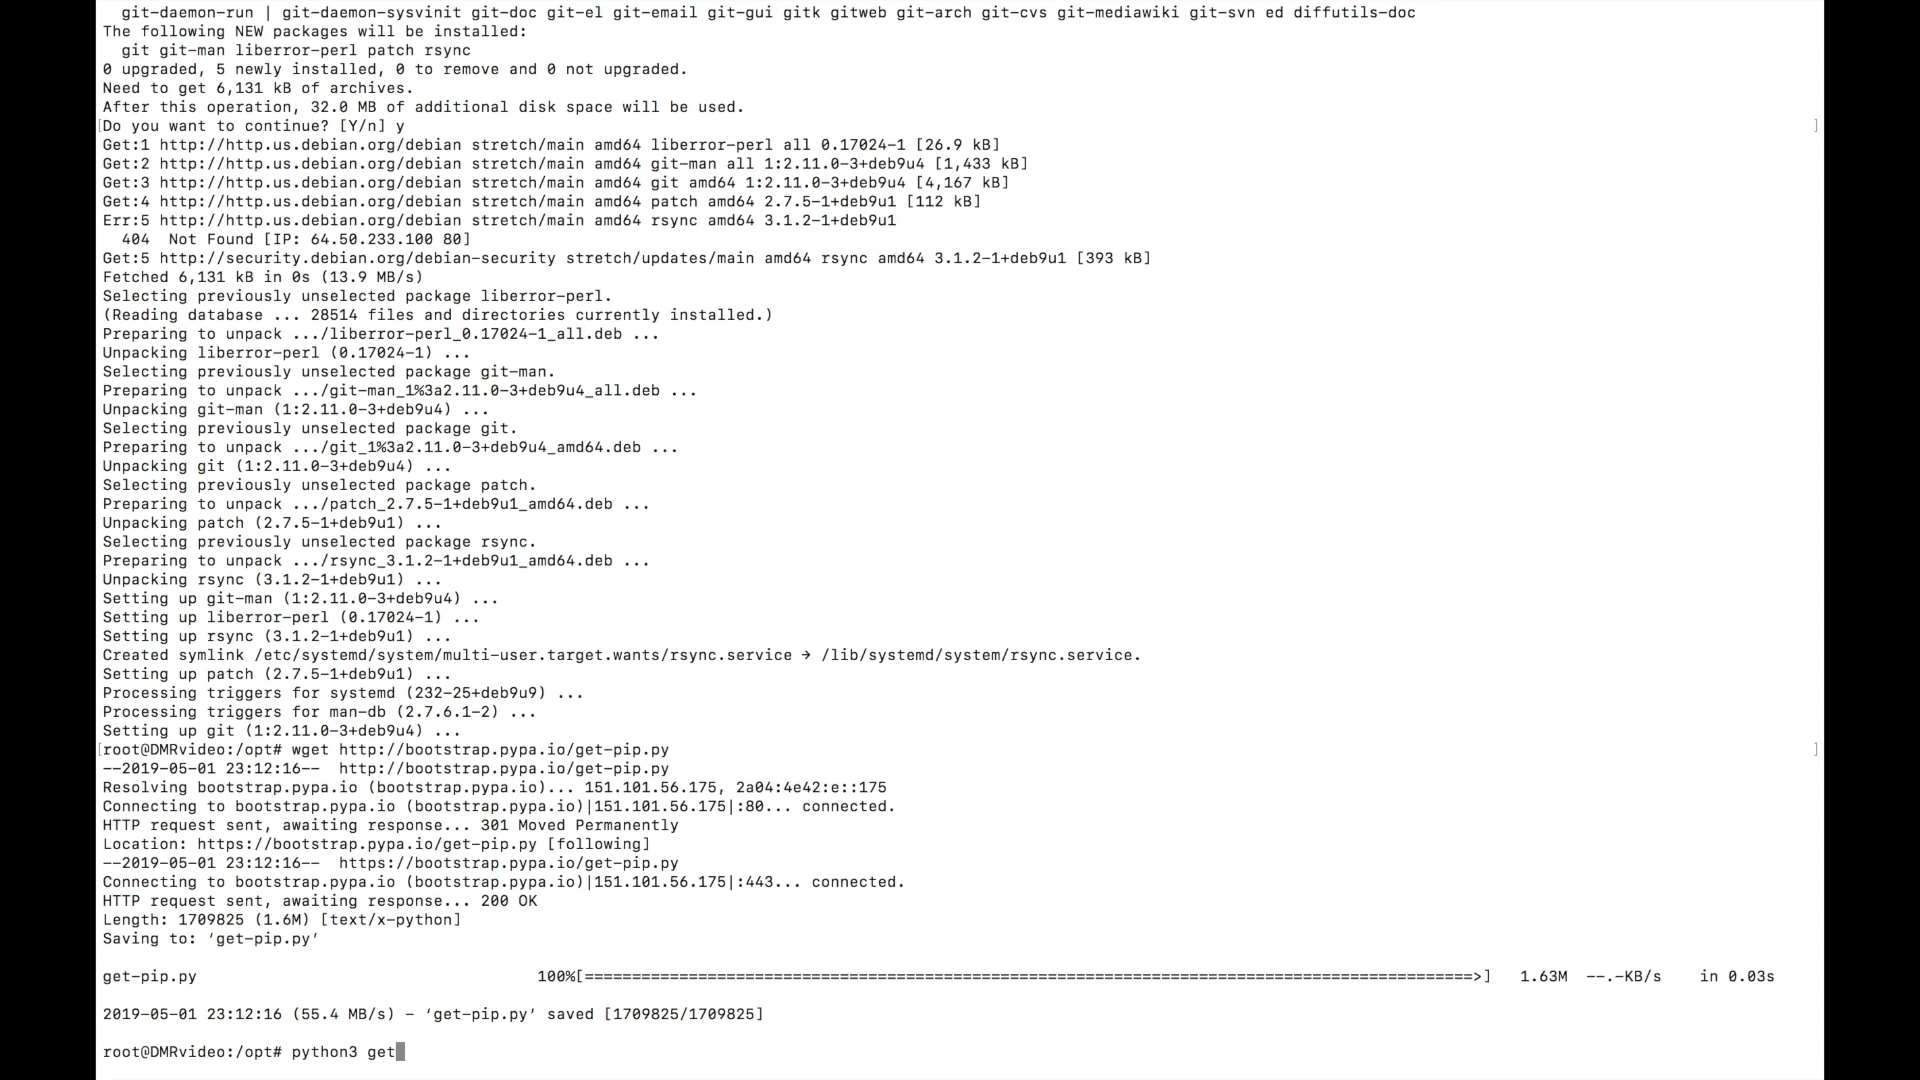 git-daemon-run | git-daemon-sysvinit git-doc git-el git-email git-gui gitk gitweb git-arch git-cvs git-mediawiki git-svn ed diffutils-doc
The following NEW packages will be installed:
  git git-man liberror-perl patch rsync
0 upgraded, 5 newly installed, 0 to remove and 0 not upgraded.
Need to get 6,131 kB of archives.
After this operation, 32.0 MB of additional disk space will be used.
[Do you want to continue? [Y/n] y ]
Get:1 http://http.us.debian.org/debian stretch/main amd64 liberror-perl all 0.17024-1 [26.9 kB]
Get:2 http://http.us.debian.org/debian stretch/main amd64 git-man all 1:2.11.0-3+deb9u4 [1,433 kB]
Get:3 http://http.us.debian.org/debian stretch/main amd64 git amd64 1:2.11.0-3+deb9u4 [4,167 kB]
Get:4 http://http.us.debian.org/debian stretch/main amd64 patch amd64 2.7.5-1+deb9u1 [112 kB]
Err:5 http://http.us.debian.org/debian stretch/main amd64 rsync amd64 3.1.2-1+deb9u1
  404  Not Found [IP: 64.50.233.100 80]
Get:5 http://security.debian.org/debian-security stretch/updates/main amd64 rsync amd64 3.1.2-1+deb9u1 [393 kB]
Fetched 6,131 kB in 0s (13.9 MB/s)
Selecting previously unselected package liberror-perl.
(Reading database ... 28514 files and directories currently installed.)
Preparing to unpack .../liberror-perl_0.17024-1_all.deb ...
Unpacking liberror-perl (0.17024-1) ...
Selecting previously unselected package git-man.
Preparing to unpack .../git-man_1%3a2.11.0-3+deb9u4_all.deb ...
Unpacking git-man (1:2.11.0-3+deb9u4) ...
Selecting previously unselected package git.
Preparing to unpack .../git_1%3a2.11.0-3+deb9u4_amd64.deb ...
Unpacking git (1:2.11.0-3+deb9u4) ...
Selecting previously unselected package patch.
Preparing to unpack .../patch_2.7.5-1+deb9u1_amd64.deb ...
Unpacking patch (2.7.5-1+deb9u1) ...
Selecting previously unselected package rsync.
Preparing to unpack .../rsync_3.1.2-1+deb9u1_amd64.deb ...
Unpacking rsync (3.1.2-1+deb9u1) ...
Setting up git-man (1:2.11.0-3+deb9u4) ...
Setting up liberror-perl (0.17024-1) ...
Setting up rsync (3.1.2-1+deb9u1) ...
Created symlink /etc/systemd/system/multi-user.target.wants/rsync.service → /lib/systemd/system/rsync.service.
Setting up patch (2.7.5-1+deb9u1) ...
Processing triggers for systemd (232-25+deb9u9) ...
Processing triggers for man-db (2.7.6.1-2) ...
Setting up git (1:2.11.0-3+deb9u4) ...
[root@DMRvideo:/opt# wget http://bootstrap.pypa.io/get-pip.py ]
--2019-05-01 23:12:16--  http://bootstrap.pypa.io/get-pip.py
Resolving bootstrap.pypa.io (bootstrap.pypa.io)... 151.101.56.175, 2a04:4e42:e::175
Connecting to bootstrap.pypa.io (bootstrap.pypa.io)|151.101.56.175|:80... connected.
HTTP request sent, awaiting response... 301 Moved Permanently
Location: https://bootstrap.pypa.io/get-pip.py [following]
--2019-05-01 23:12:16--  https://bootstrap.pypa.io/get-pip.py
Connecting to bootstrap.pypa.io (bootstrap.pypa.io)|151.101.56.175|:443... connected.
HTTP request sent, awaiting response... 200 OK
Length: 1709825 (1.6M) [text/x-python]
Saving to: ‘get-pip.py’
get-pip.py 100%[==============================================================================================>] 1.63M --.-KB/s in 0.03s
2019-05-01 23:12:16 (55.4 MB/s) - ‘get-pip.py’ saved [1709825/1709825]
root@DMRvideo:/opt# python3 get